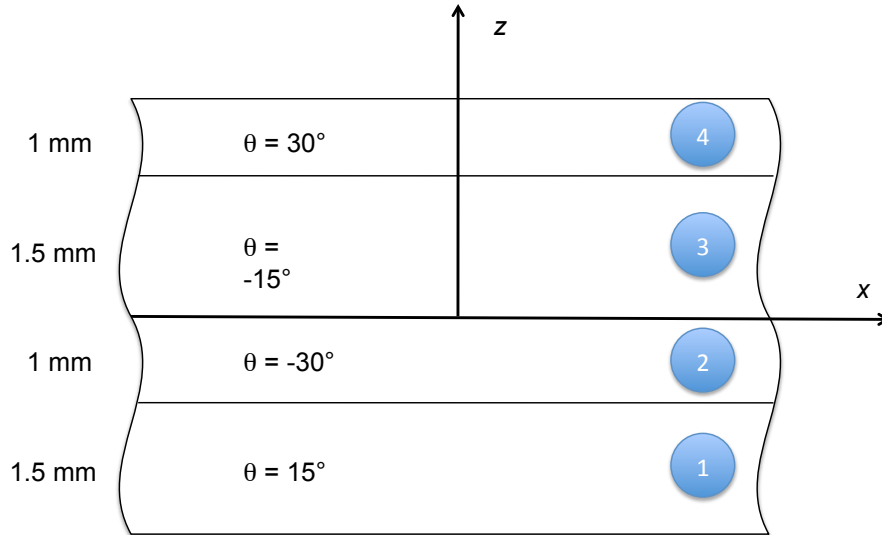 z
1 mm
θ = 30°
4
1.5 mm
θ =
-15°
3
x
1 mm
θ = -30°
2
1.5 mm
θ = 15°
1